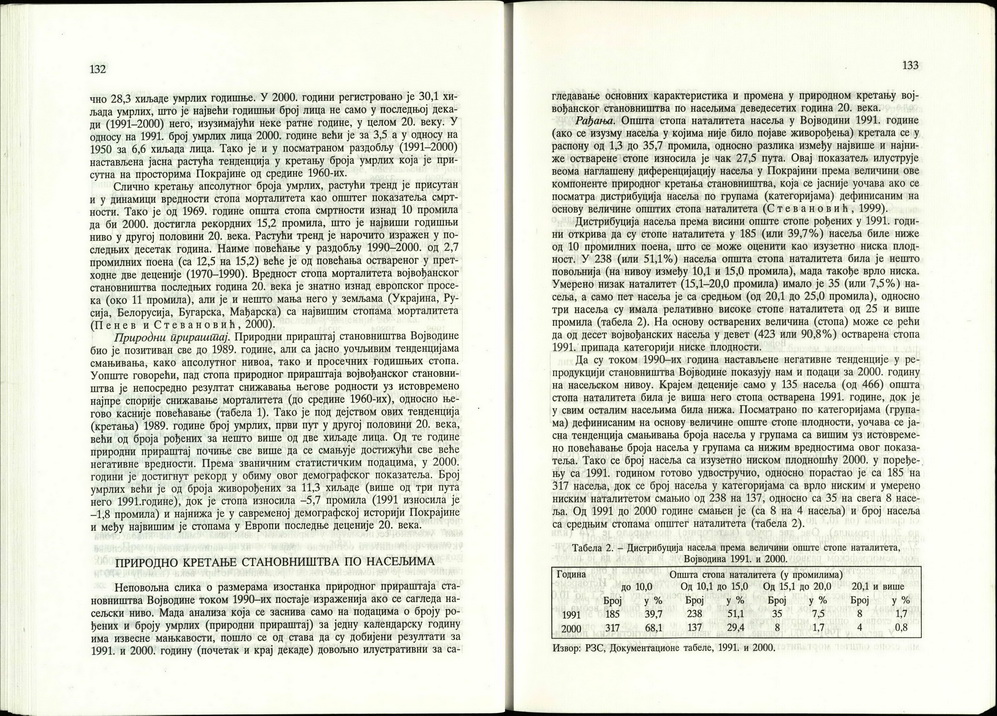 132
чно 28,3 хиљаде умрлих годишње. У 2000. години регистровано је 30,1 хи-
љада умрлих, што је највећи годишњи број лица не само у последњој дека-
ди (1991–2000) него, изузимајући неке ратне године, у целом 20. веку. У
односу на 1991. број умрлих лица 2000. године већи је за 3,5 а у односу на
1950 за 6,6 хиљада лица. Тако је и у посматраном раздобљу (1991–2000)
настављена јасна растућа тенденција у кретању броја умрлих која је при-
сутна на просторима Покрајине од средине 1960-их.
Слично кретању апсолутног броја умрлих, растући тренд је присутан
и у динамици вредности стопа морталитета као општег показатеља смрт-
ности. Тако је од 1969. године општа стопа смртности изнад 10 промила
да би 2000. достигла рекордних 15,2 промила, што је највиши годишњи
ниво у другој половини 20. века. Растући тренд је нарочито изражен у по-
следњих десетак година. Наиме повећање у раздобљу 1990–2000. од 2,7
промилних поена (са 12,5 на 15,2) веће је од повећања оствареног у прет-
ходне две деценије (1970–1990). Вредност стопа морталитета војвођанског
становништва последњих година 20. века је знатно изнад европског просе-
ка (око 11 промила), али је и нешто мања него у земљама (Украјина, Ру-
сија, Белорусија, Бугарска, Мађарска) са највишим стопама морталитета
(Пенев и Стевановић, 2000).
Природни прираштај. Природни прираштај становништва Војводине
био је позитиван све до 1989. године, али са јасно уочљивим тенденцијама
смањивања, како апсолутног нивоа, тако и просечних годишњих стопа.
Уопште говорећи, пад стопа природног прираштаја војвођанског становни-
штва је непосредно резултат снижавања његове родности уз истовремено
најпре спорије снижавање морталитета (до средине 1960-их), односно ње-
гово касније повећавање (табела 1). Тако је под дејством ових тенденција
(кретања) 1989. године број умрлих, први пут у другој половини 20. века,
већи од броја рођених за нешто више од две хиљаде лица. Од те године
природни прираштај почиње све више да се смањује достижући све веће
негативне вредности. Према званичним статистичким подацима, у 2000.
години је достигнут рекорд у обиму овог демографског показатеља. Број
умрлих већи је од броја живорођених за 11,3 хиљаде (више од три пута
него 1991.године), док је стопа износила –5,7 промила (1991 износила је
–1,8 промила) и најнижа је у савременој демографској историји Покрајине
и међу највишим је стопама у Европи последње деценије 20. века.
ПРИРОДНО КРЕТАЊЕ СТАНОВНИШТВА ПО НАСЕЉИМА
Неповољна слика о размерама изостанка природног прираштаја ста-
новништва Војводине током 1990–их постаје израженија ако се сагледа на-
сељски ниво. Мада анализа која се заснива само на подацима о броју ро-
ђених и броју умрлих (природни прираштај) за једну календарску годину
има извесне мањкавости, пошло се од става да су добијени резултати за
1991. и 2000. годину (почетак и крај декаде) довољно илустративни за са-
133
гледавање основних карактеристика и промена у природном кретању вој-
вођанског становништва по насељима деведесетих година 20. века.
Рађања. Општа стопа наталитета насеља у Војводини 1991. године
(ако се изузму насеља у којима није било појаве живорођења) кретала се у
распону од 1,3 до 35,7 промила, односно разлика између највише и најни-
же остварене стопе износила је чак 27,5 пута. Овај показатељ илуструје
веома наглашену диференцијацију насеља у Покрајини према величини ове
компоненте природног кретања становништва, која се јасније уочава ако се
посматра дистрибуција насеља по групама (категоријама) дефинисаним на
основу величине општих стопа наталитета (Стевановић, 1999).
Дистрибуција насеља према висини опште стопе рођених у 1991. годи-
ни открива да су стопе наталитета у 185 (или 39,7%) насеља биле ниже
од 10 промилних поена, што се може оценити као изузетно ниска плод-
ност. У 238 (или 51,1%) насеља општа стопа наталитета била је нешто
повољнија (на нивоу између 10,1 и 15,0 промила), мада такође врло ниска.
Умерено низак наталитет (15,1–20,0 промила) имало је 35 (или 7,5%) на-
сеља, а само пет насеља је са средњом (од 20,1 до 25,0 промила), односно
три насеља су имала релативно високе стопе наталитета од 25 и више
промила (табела 2). На основу остварених величина (стопа) може се рећи
да од десет војвођанских насеља у девет (423 или 90,8%) остварена стопа
1991. припада категорији ниске плодности.
Да су током 1990–их година настављене негативне тенденције у ре-
продукцији становништва Војводине показују нам и подаци за 2000. годину
на насељском нивоу. Крајем деценије само у 135 насеља (од 466) општа
стопа наталитета била је виша него стопа остварена 1991. године, док је
у свим осталим насељима била нижа. Посматрано по категоријама (група-
ма) дефинисаним на основу величине опште стопе плодности, уочава се ја-
сна тенденција смањивања броја насеља у групама са вишим уз истовреме-
но повећавање броја насеља у групама са нижим вредностима овог показа-
теља. Тако се број насеља са изузетно ниском плодношћу 2000. у поређе-
њу са 1991. годином готово удвостручио, односно порастао је са 185 на
317 насеља, док се број насеља у категоријама са врло ниским и умерено
ниским наталитетом смањио од 238 на 137, односно са 35 на свега 8 насе-
ља. Од 1991 до 2000 године смањен је (са 8 на 4 насеља) и број насеља
са средњим стопама општег наталитета (табела 2).
Табела 2. – Дистрибуција насеља према величини опште стопе наталитета,
Војводина 1991. и 2000.
Година Општа стопа наталитета (у промилима)
до 10,0 Од 10,1 до 15,0 Од 15,1 до 20,0 20,1 и више
Број у % Број у % Број у % Број у %
1991 185 39,7 238 51,1 35 7,5 8 1,7
2000 317 68,1 137 29,4 8 1,7 4 0,8
Извор: РЗС, Документационе табеле, 1991. и 2000.